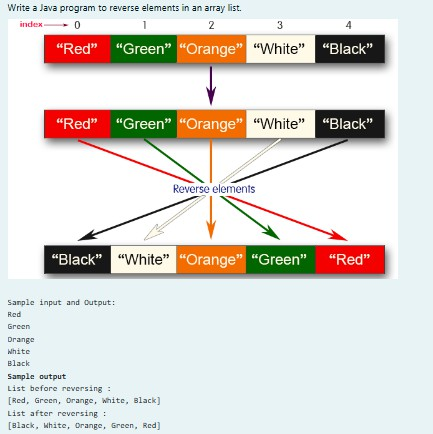 Write a Java program to reverse elements in an array list.
index 0 1 2 3 4
“Red” “Green” “Orange” “White” “Black”
“Red” “Green” “Orange” “White” “Black”
Reverse elements
“Black” “White” “Orange” “Green” “Red”
Sample input and Output:
Red
Green
Orange
White
Black
Sample output
List before reversing :
[Red, Green, Orange, White, Black]
List after reversing :
[Black, White, Orange, Green, Red]